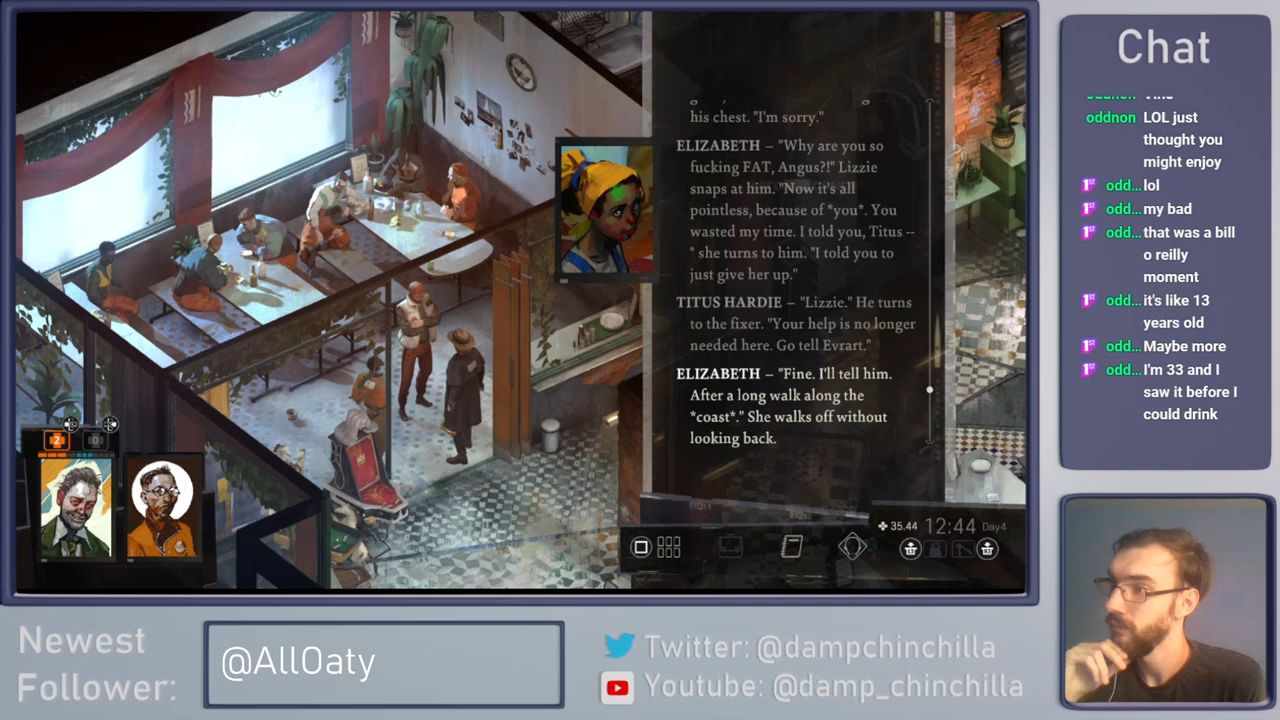 his chest. "I'm sorry."
ELIZABETH – "Why are you so
fucking FAT, Angus?!" Lizzie
snaps at him. "Now it's all
pointless, because of *you*. You
wasted my time. I told you, Titus --
" she turns to him. "I told you to
just give her up."
TITUS HARDIE – "Lizzie." He turns
to the fixer. "Your help is no longer
needed here. Go tell Evrart."
ELIZABETH – "Fine. I'll tell him.
After a long walk along the
*coast*." She walks off without
looking back.
2
0
35.44 12:44 Day4
Chat
oddnon LOL just
thought you
might enjoy
1ST odd... lol
1ST odd... my bad
1ST odd... that was a bill
o reilly
moment
1ST odd... it's like 13
years old
1ST odd... Maybe more
1ST odd... I'm 33 and I
saw it before I
could drink
Newest
Follower:
@AllOaty
Twitter: @dampchinchilla
Youtube: @damp_chinchilla